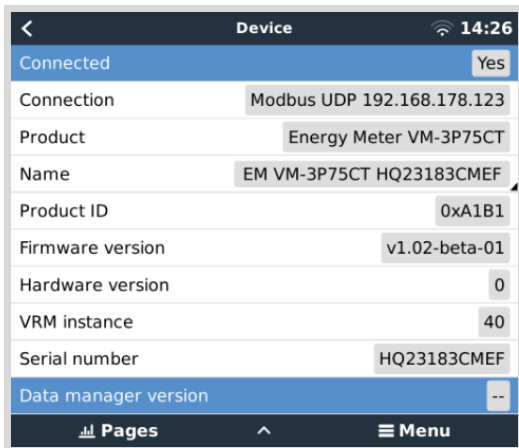 Device 14:26
Connected Yes
Connection Modbus UDP 192.168.178.123
Product Energy Meter VM-3P75CT
Name EM VM-3P75CT HQ23183CMEF
Product ID 0xA1B1
Firmware version v1.02-beta-01
Hardware version 0
VRM instance 40
Serial number HQ23183CMEF
Data manager version --
Pages Menu